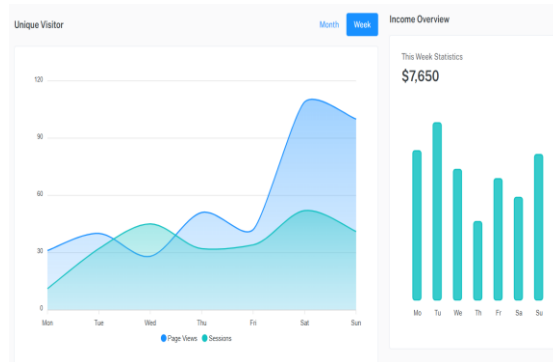 Unique Visitor
Month
Week
120
90
60
30
0
Mon Tue Wed Thu Fri Sat Sun
Page Views Sessions
Income Overview
This Week Statistics
$7,650
Mo Tu We Th Fr Sa Su